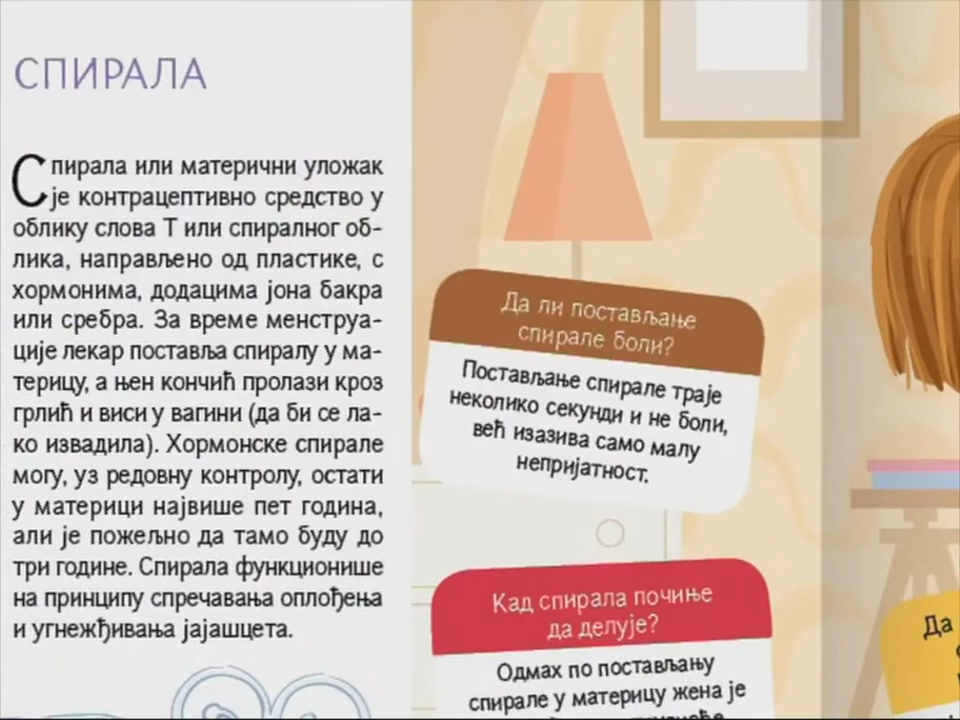 СПИРАЛА
Спирала или матерични уложак
је контрацептивно средство у
облику слова Т или спиралног об-
лика, направљено од пластике, с
хормонима, додацима јона бакра
или сребра. За време менструа-
ције лекар поставља спиралу у ма-
терицу, а њен кончић пролази кроз
грлић и виси у вагини (да би се ла-
ко извадила). Хормонске спирале
могу, уз редовну контролу, остати
у материци највише пет година,
али је пожељно да тамо буду до
три године. Спирала функционише
на принципу спречавања оплођења
и угнежђивања јајашцета.
Да ли постављање
спирале боли?
Постављање спирале траје
неколико секунди и не боли,
већ изазива само малу
непријатност.
Кад спирала почиње
да делује?
Одмах по постављању
спирале у материцу жена је
Да